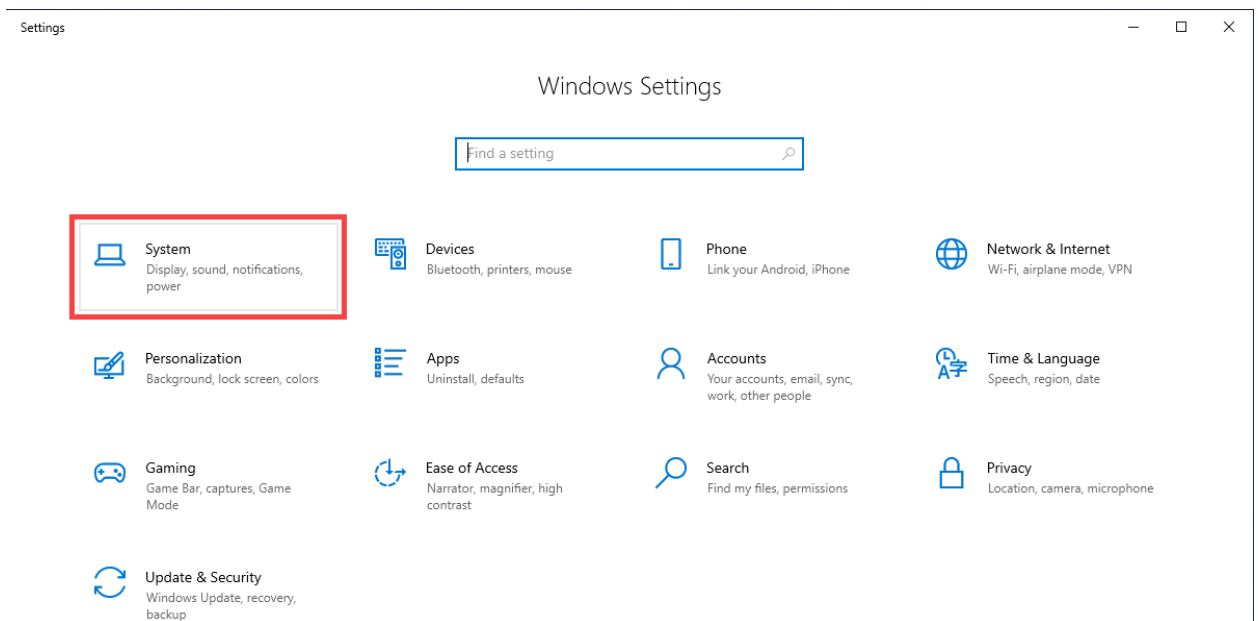 Settings
Windows Settings
Find a setting
System
Display, sound, notifications,
power
Devices
Bluetooth, printers, mouse
Phone
Link your Android, iPhone
Network & Internet
Wi-Fi, airplane mode, VPN
Personalization
Background, lock screen, colors
Apps
Uninstall, defaults
Accounts
Your accounts, email, sync,
work, other people
Time & Language
Speech, region, date
Gaming
Game Bar, captures, Game
Mode
Ease of Access
Narrator, magnifier, high
contrast
Search
Find my files, permissions
Privacy
Location, camera, microphone
Update & Security
Windows Update, recovery,
backup